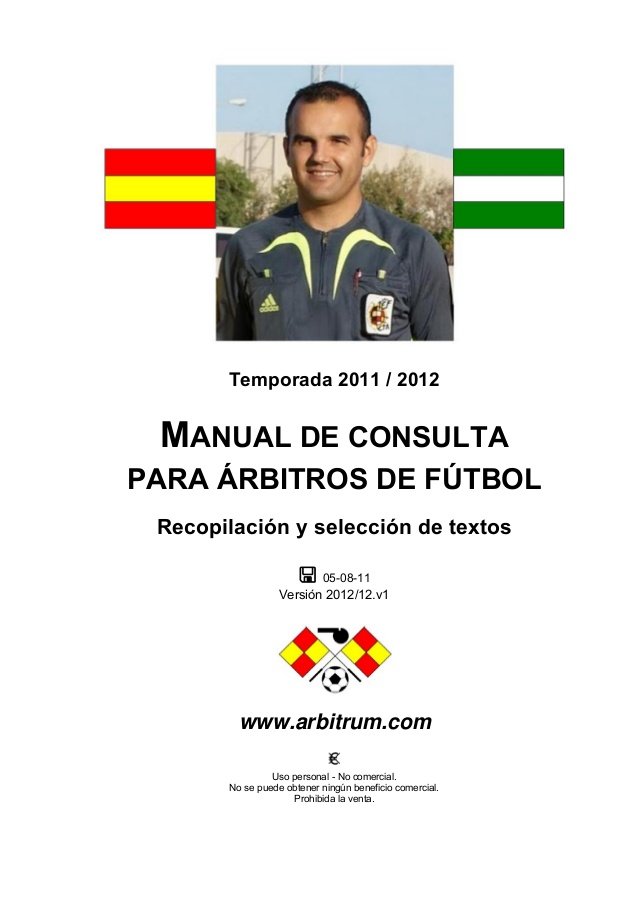 adidas
CTA
Temporada 2011 / 2012
MANUAL DE CONSULTA
PARA ÁRBITROS DE FÚTBOL
Recopilación y selección de textos
05-08-11
Versión 2012/12.v1
www.arbitrum.com
€
Uso personal - No comercial.
No se puede obtener ningún beneficio comercial.
Prohibida la venta.